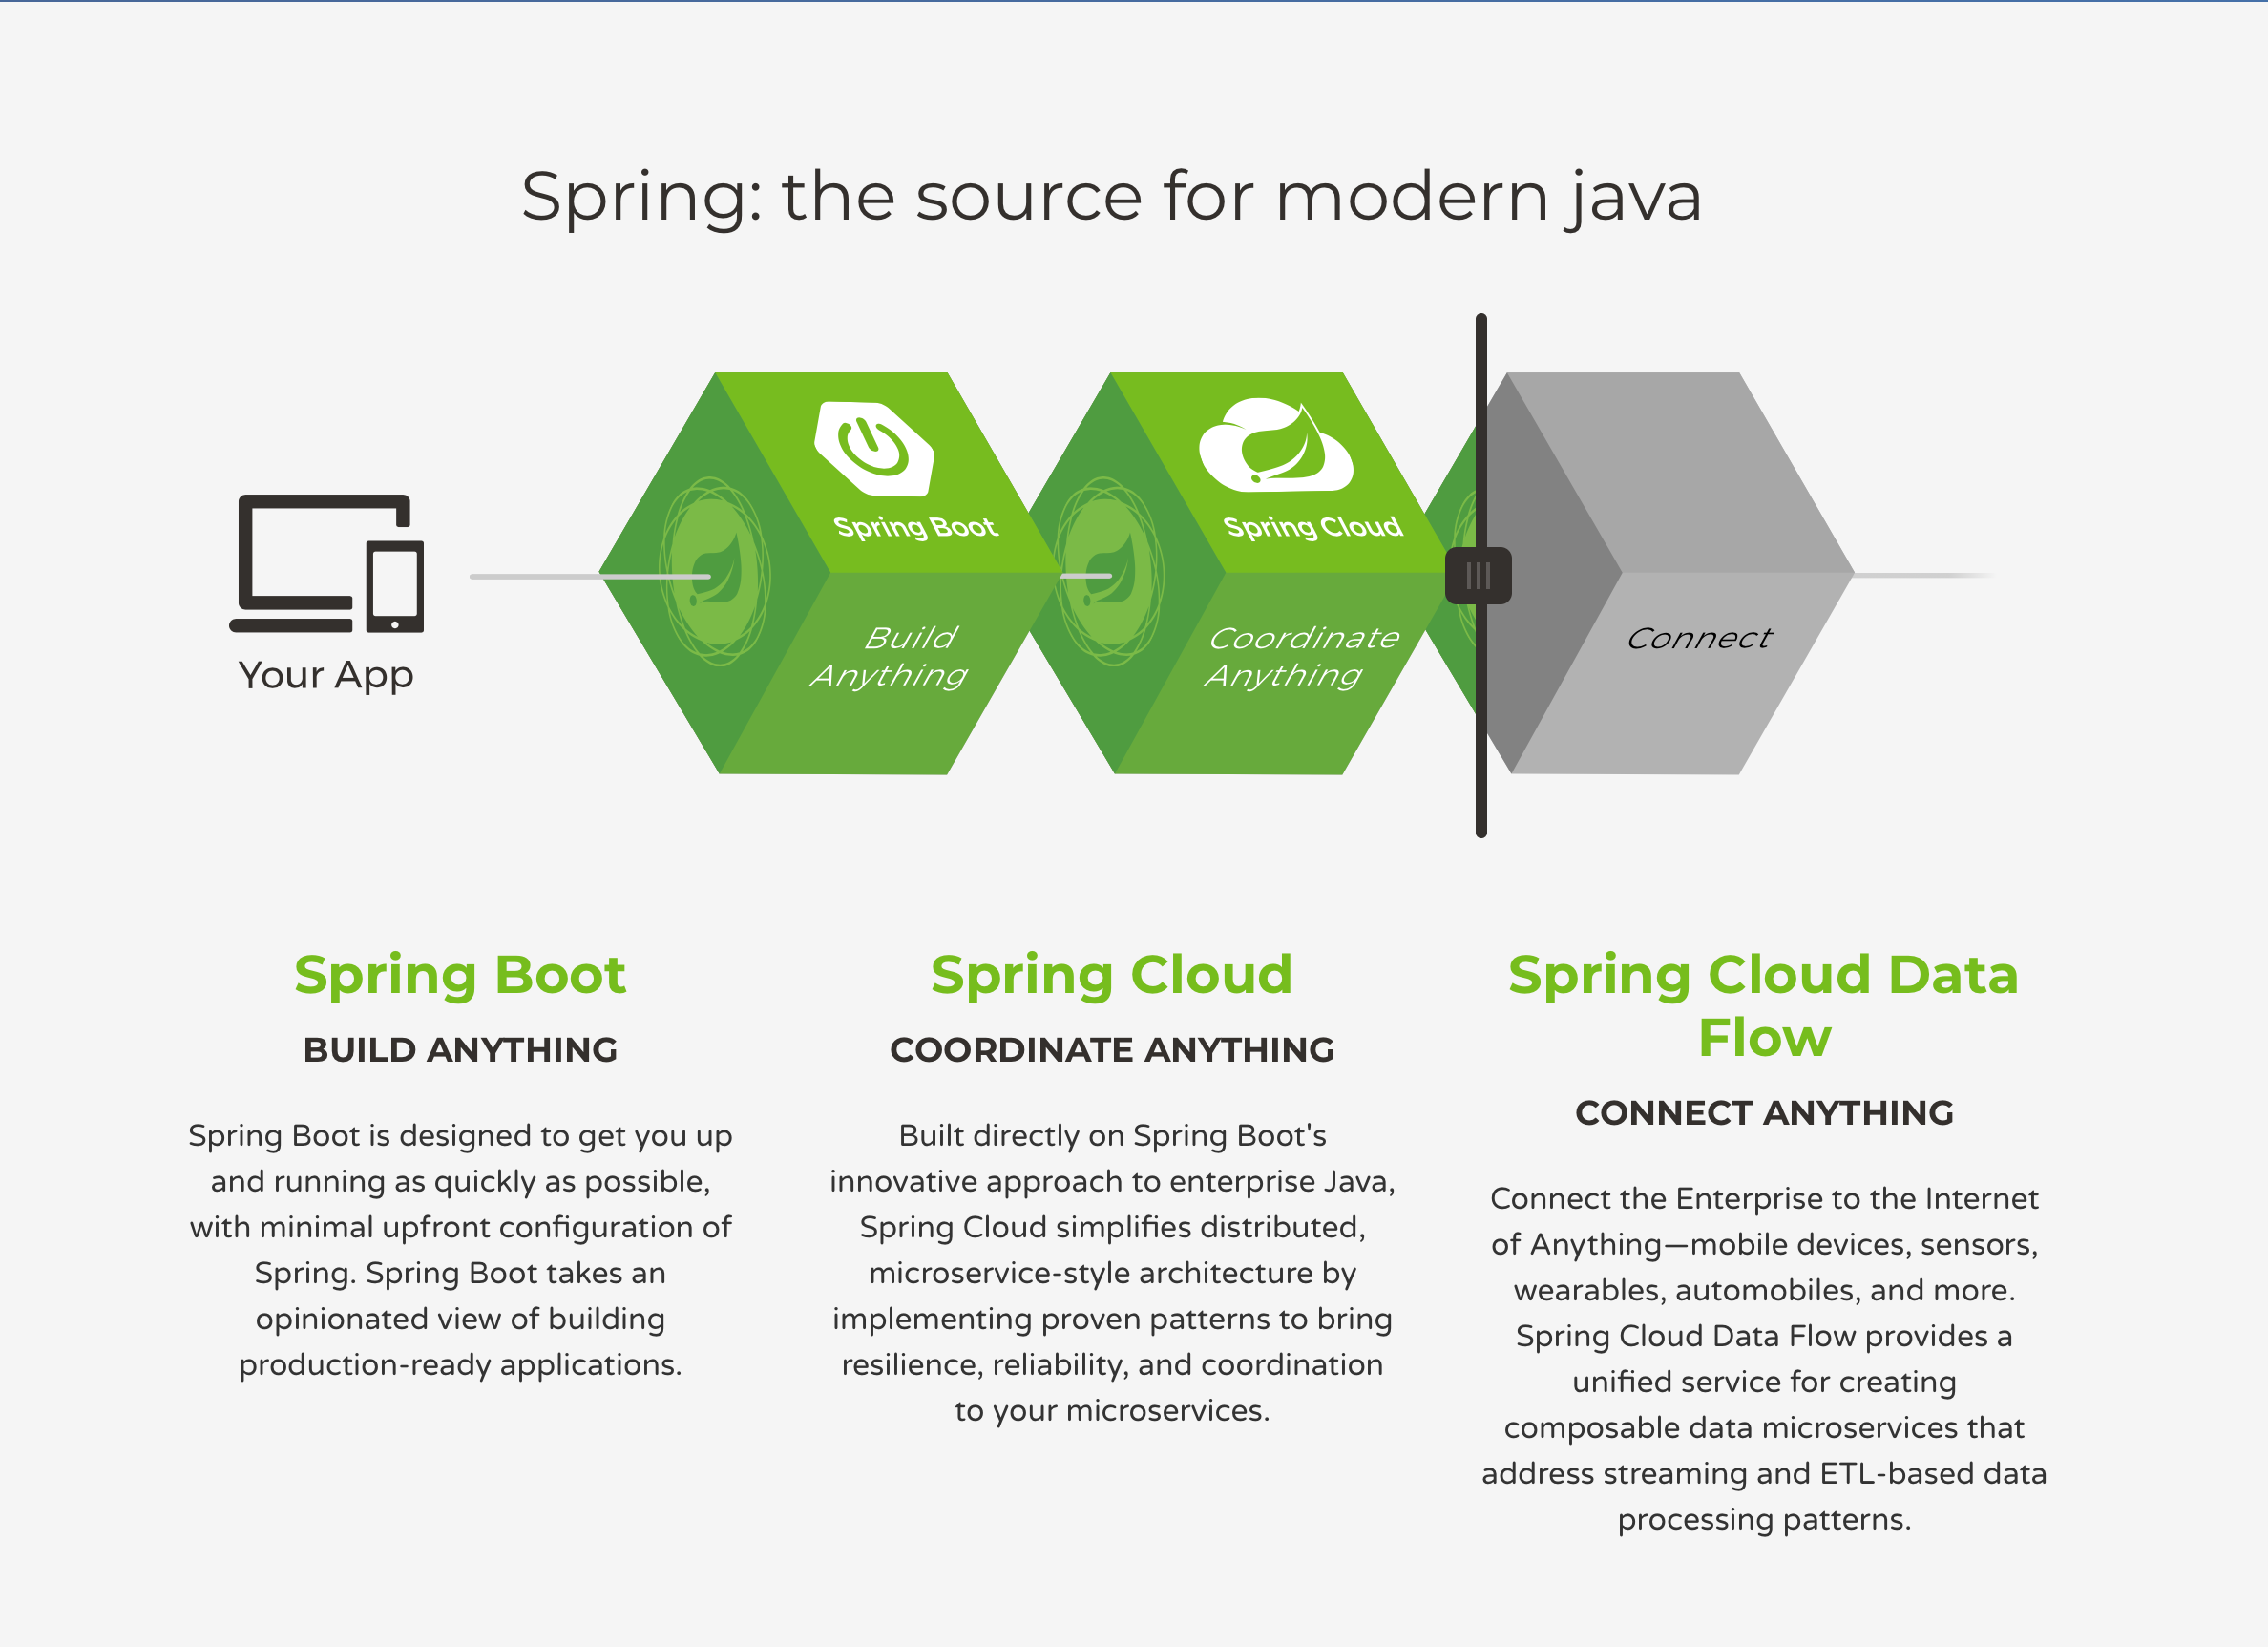 Spring: the source for modern java
Your App
Spring Boot
Build
Anything
Spring Cloud
Coordinate
Anything
Connect
Spring Boot
BUILD ANYTHING
Spring Boot is designed to get you up
and running as quickly as possible,
with minimal upfront configuration of
Spring. Spring Boot takes an
opinionated view of building
production-ready applications.
Spring Cloud
COORDINATE ANYTHING
Built directly on Spring Boot's
innovative approach to enterprise Java,
Spring Cloud simplifies distributed,
microservice-style architecture by
implementing proven patterns to bring
resilience, reliability, and coordination
to your microservices.
Spring Cloud Data
Flow
CONNECT ANYTHING
Connect the Enterprise to the Internet
of Anything—mobile devices, sensors,
wearables, automobiles, and more.
Spring Cloud Data Flow provides a
unified service for creating
composable data microservices that
address streaming and ETL-based data
processing patterns.